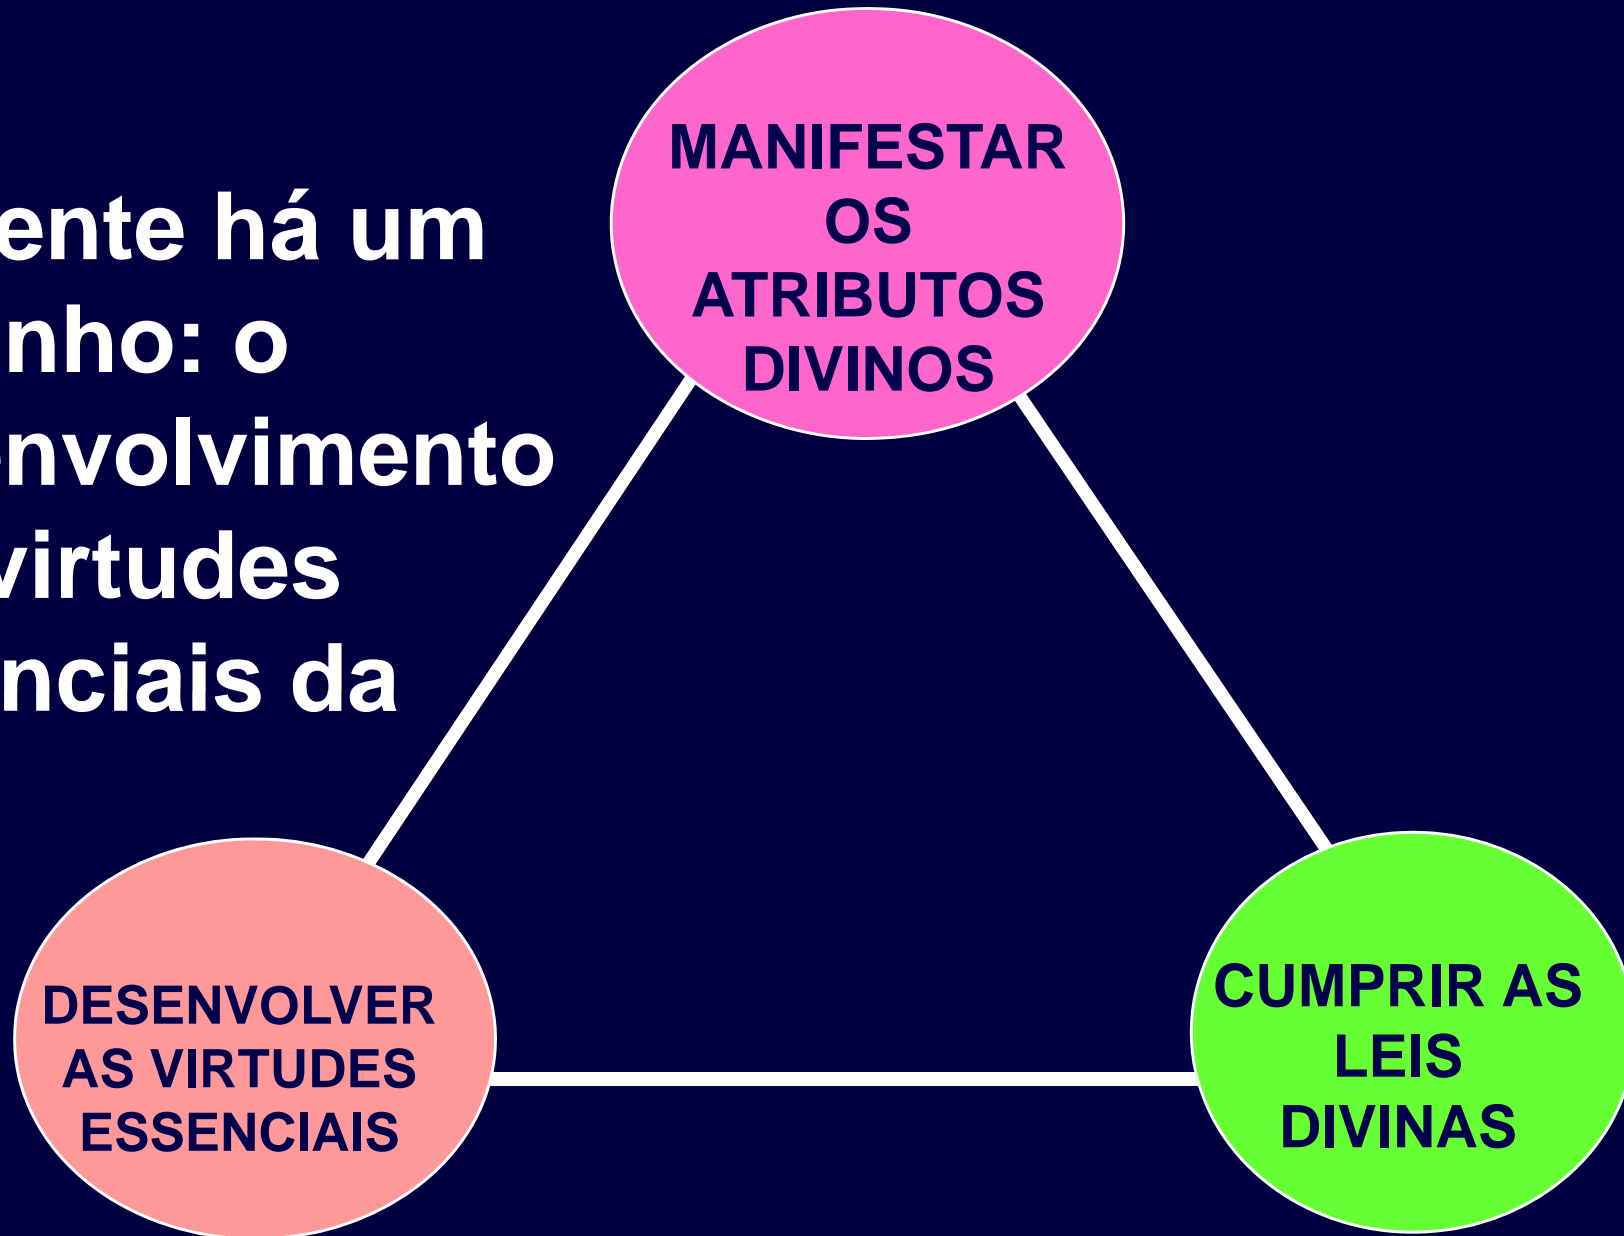 ente há um
nho: o
envolvimento
virtudes
nciais da
MANIFESTAR
OS
ATRIBUTOS
DIVINOS
DESENVOLVER
AS VIRTUDES
ESSENCIAIS
CUMPRIR AS
LEIS
DIVINAS